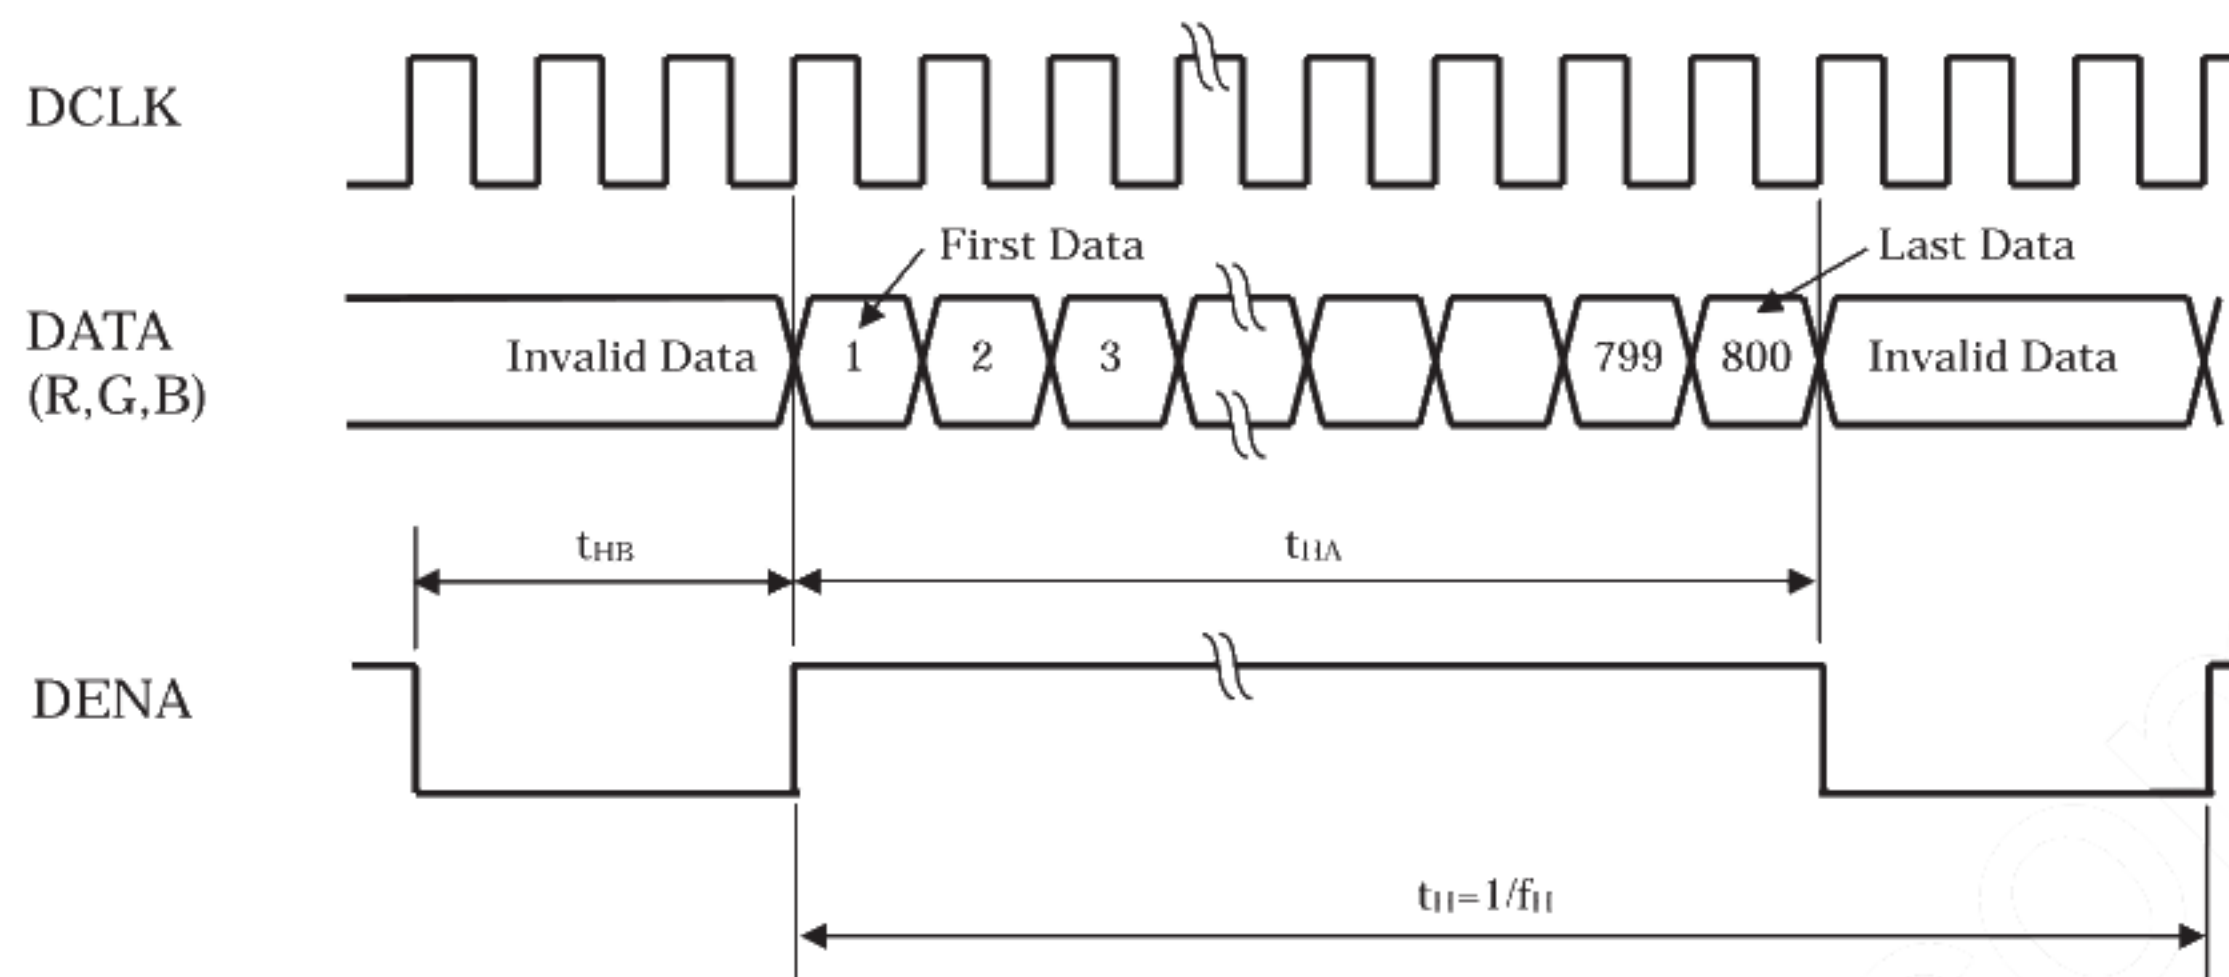 DCLK
First Data
Last Data
DATA
(R,G,B)
Invalid Data
1
2
3
799
800
Invalid Data
tHB
tHA
DENA
tH=1/fH